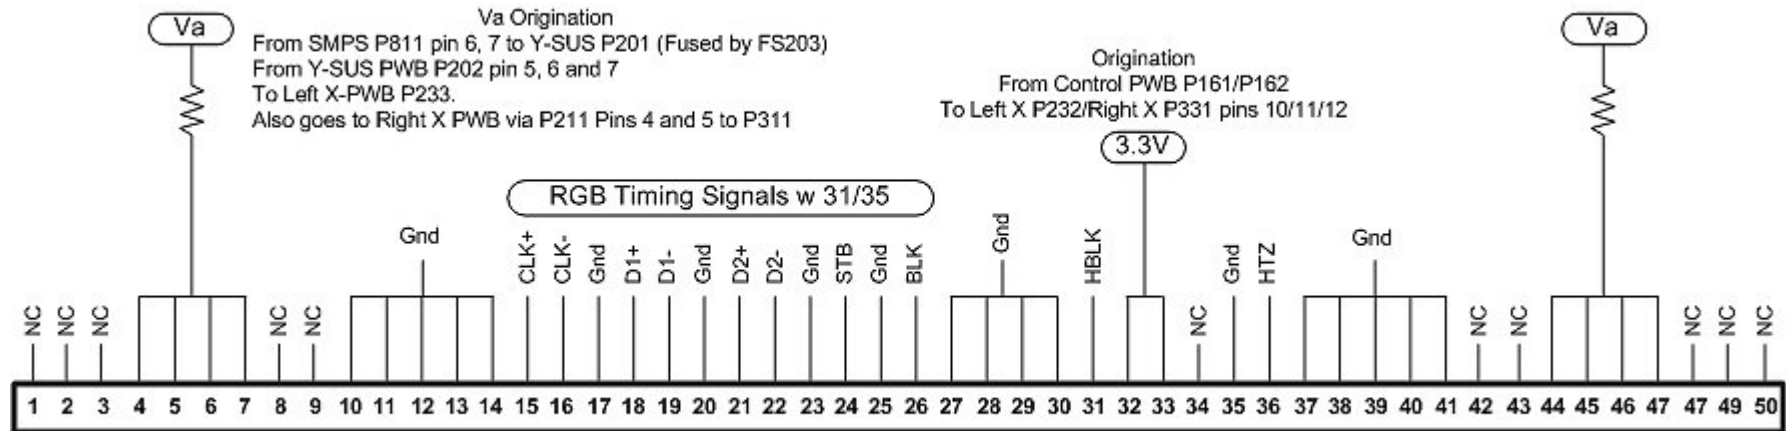 Va
Va Origination
From SMPS P811 pin 6, 7 to Y-SUS P201 (Fused by FS203)
From Y-SUS PWB P202 pin 5, 6 and 7
To Left X-PWB P233.
Also goes to Right X PWB via P211 Pins 4 and 5 to P311
Origination
From Control PWB P161/P162
To Left X P232/Right X P331 pins 10/11/12
3.3V
Va
RGB Timing Signals w 31/35
NC
NC
NC
NC
NC
Gnd
CLK+
CLK-
Gnd
D1+
D1-
Gnd
D2+
D2-
Gnd
STB
Gnd
BLK
Gnd
HBLK
NC
Gnd
HTZ
Gnd
NC
NC
NC
NC
NC
1 2 3 4 5 6 7 8 9 10 11 12 13 14 15 16 17 18 19 20 21 22 23 24 25 26 27 28 29 30 31 32 33 34 35 36 37 38 39 40 41 42 43 44 45 46 47 47 49 50